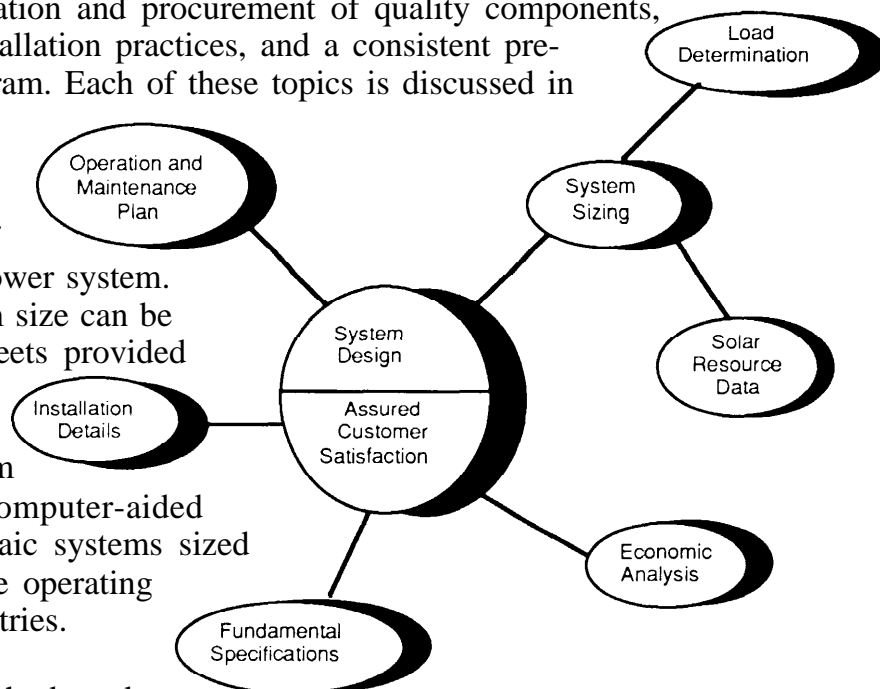 ation and procurement of quality components,
allation practices, and a consistent pre-
ram. Each of these topics is discussed in
Load
Determination
Operation and
Maintenance
Plan
System
Sizing
ower system.
n size can be
eets provided
System
Design
Solar
Resource
Data
Installation
Details
Assured
Customer
Satisfaction
m
omputer-aided
aic systems sized
e operating
tries.
Economic
Analysis
Fundamental
Specifications